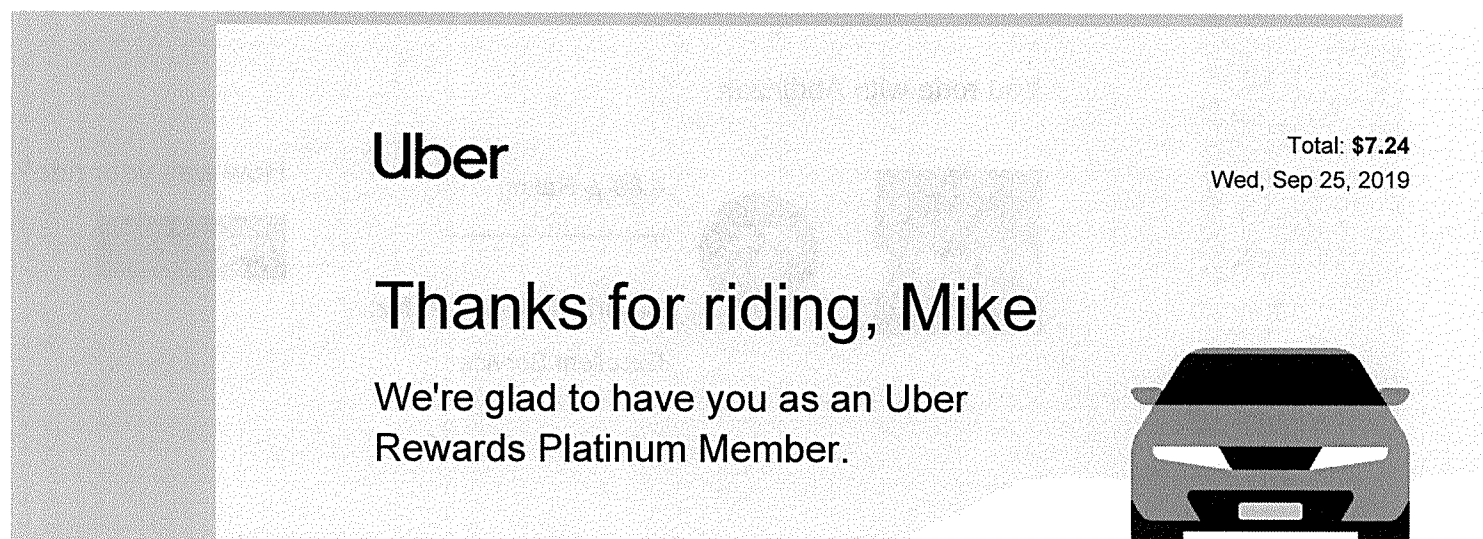 Uber
Total: $7.24
Wed, Sep 25, 2019
Thanks for riding, Mike
We're glad to have you as an Uber
Rewards Platinum Member.